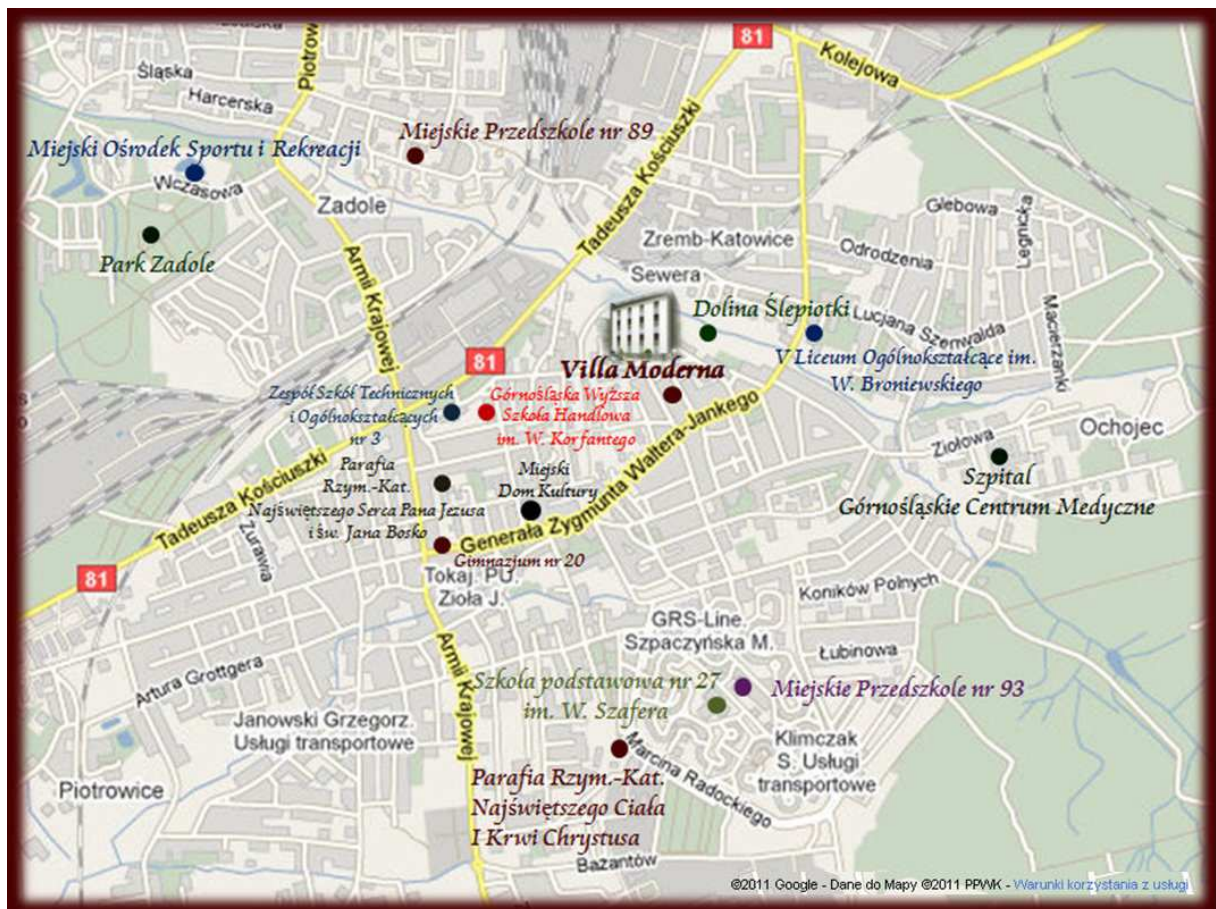 81
Kolejowa
Piotrow
Śląska
Harcerska
Miejskie Przedszkole nr 89
Miejski Ośrodek Sportu i Rekreacji
Wczasowa
Zadole
Park Zadole
Tadeusza Kościuszki
Armii Krajowej
Zremb-Katowice
Sewera
Glebowa
Legnicka
Odrodzenia
Dolina Ślepiotki
Lucjana Szenwalda
Macierzanki
V Liceum Ogólnokształcące im.
W. Broniewskiego
81
Villa Moderna
Zespół Szkół Technicznych
i Ogólnokształcących
nr 3
Górnośląska Wyższa
Szkoła Handlowa
im. W. Korfantego
Ziołowa
Ochojec
Szpital
Górnośląskie Centrum Medyczne
Parafia
Rzym.-Kat.
Najświętszego Serca Pana Jezusa
i św. Jana Bosko
Miejski
Dom Kultury
Generała Zygmunta Waltera-Jankego
Tadeusza Kościuszki
Żurawia
Gimnazjum nr 20
81
Tokaj. PU.
Zioła J.
Koników Polnych
GRS-Line.
Szpaczyńska M.
Łubinowa
Artura Grottgera
Armii Krajowej
Szkoła podstawowa nr 27
im. W. Szafera
Miejskie Przedszkole nr 93
Janowski Grzegorz.
Usługi transportowe
Klimczak
S. Usługi
transportowe
Marcina Radockiego
Piotrowice
Parafia Rzym.-Kat.
Najświętszego Ciała
I Krwi Chrystusa
Bażantów
©2011 Google - Dane do Mapy ©2011 PPWK - Warunki korzystania z usługi